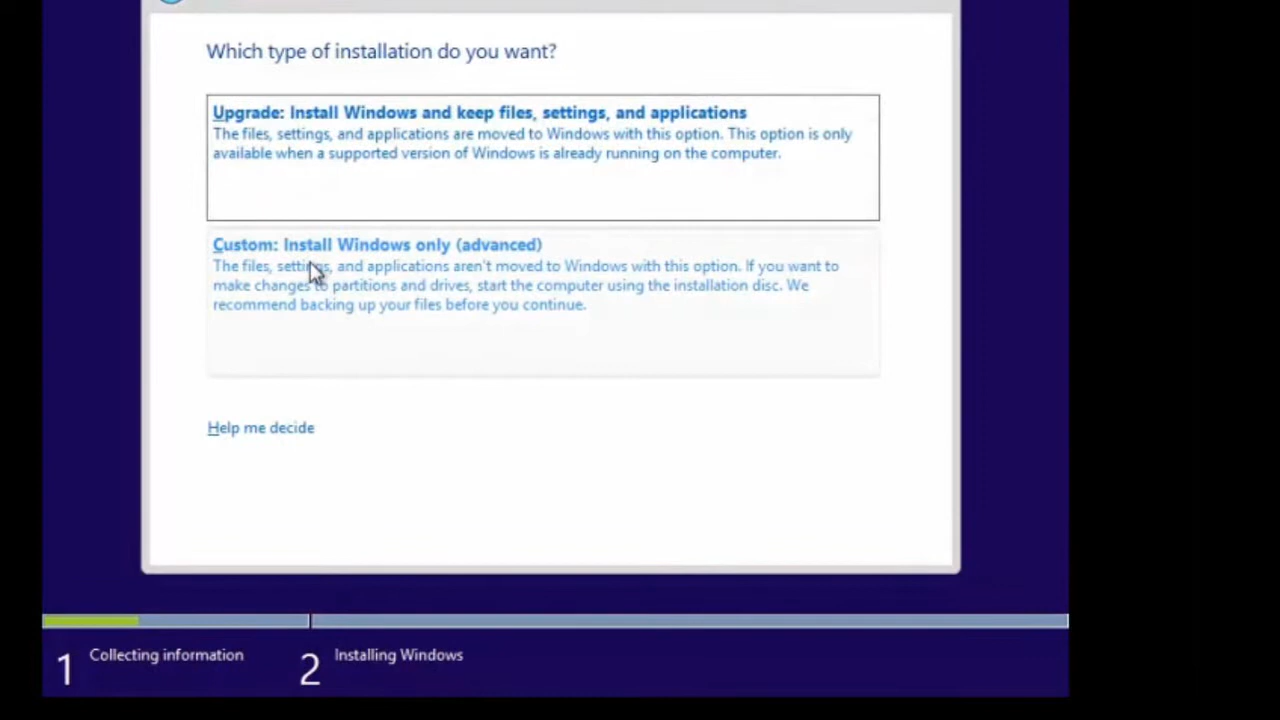 Which type of installation do you want?
Upgrade: Install Windows and keep files, settings, and applications
The files, settings, and applications are moved to Windows with this option. This option is only
available when a supported version of Windows is already running on the computer.
Custom: Install Windows only (advanced)
The files, settings, and applications aren't moved to Windows with this option. If you want to
make changes to partitions and drives, start the computer using the installation disc. We
recommend backing up your files before you continue.
Help me decide
1 Collecting information
2 Installing Windows